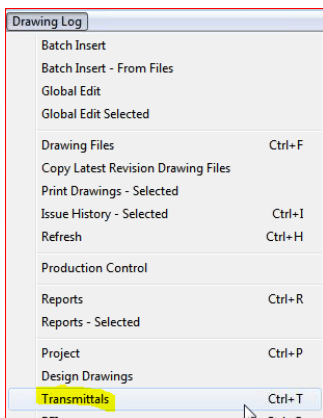 Drawing Log
Batch Insert
Batch Insert - From Files
Global Edit
Global Edit Selected
Drawing Files Ctrl+F
Copy Latest Revision Drawing Files
Print Drawings - Selected
Issue History - Selected Ctrl+I
Refresh Ctrl+H
Production Control
Reports Ctrl+R
Reports - Selected
Project Ctrl+P
Design Drawings
Transmittals Ctrl+T